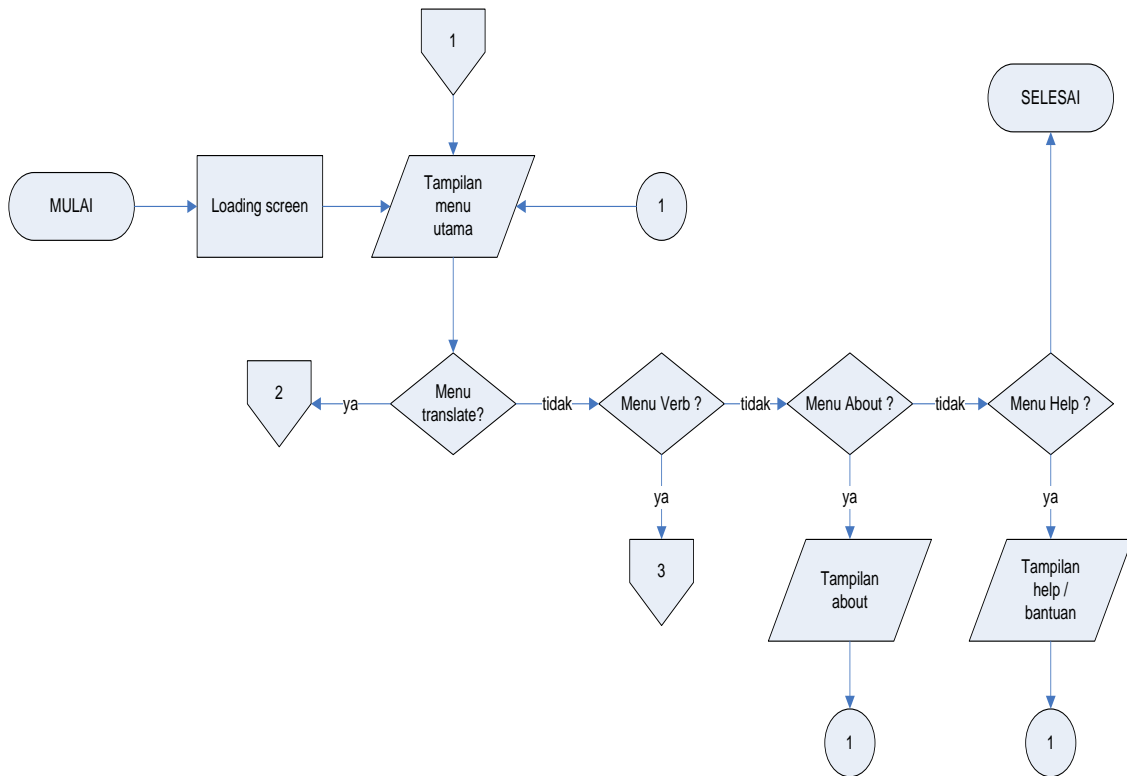 1
SELESAI
MULAI
Loading screen
Tampilan
menu
utama
1
2
ya
Menu
translate?
tidak
Menu Verb ?
tidak
Menu About ?
tidak
Menu Help ?
ya
ya
ya
3
Tampilan
about
Tampilan
help /
bantuan
1
1